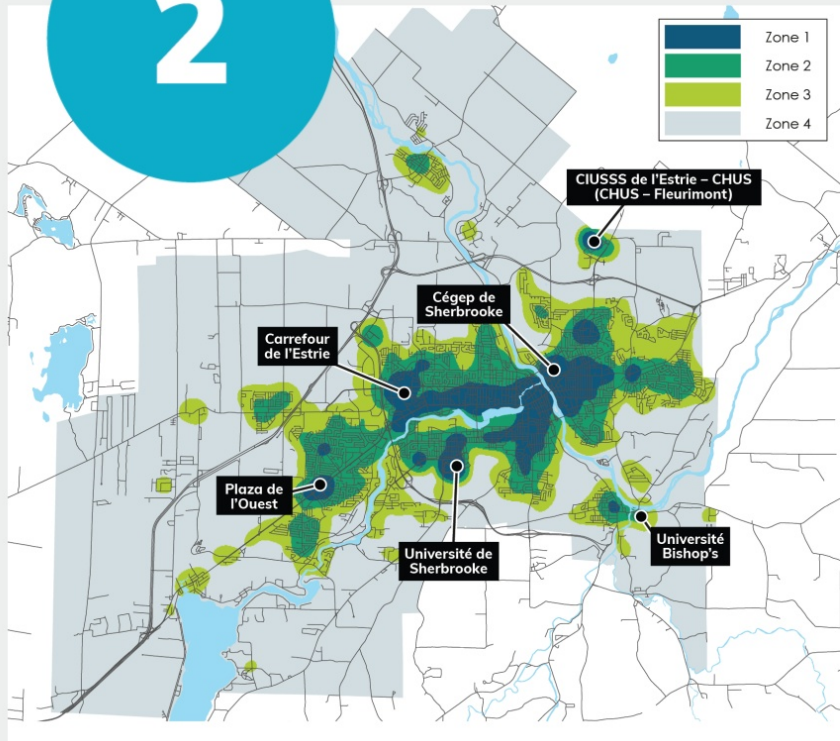 2
Zone 1
Zone 2
Zone 3
Zone 4
CIUSSS de l'Estrie – CHUS
(CHUS – Fleurimont)
Cégep de
Sherbrooke
Carrefour
de l'Estrie
Plaza de
l'Ouest
Université de
Sherbrooke
Université
Bishop's